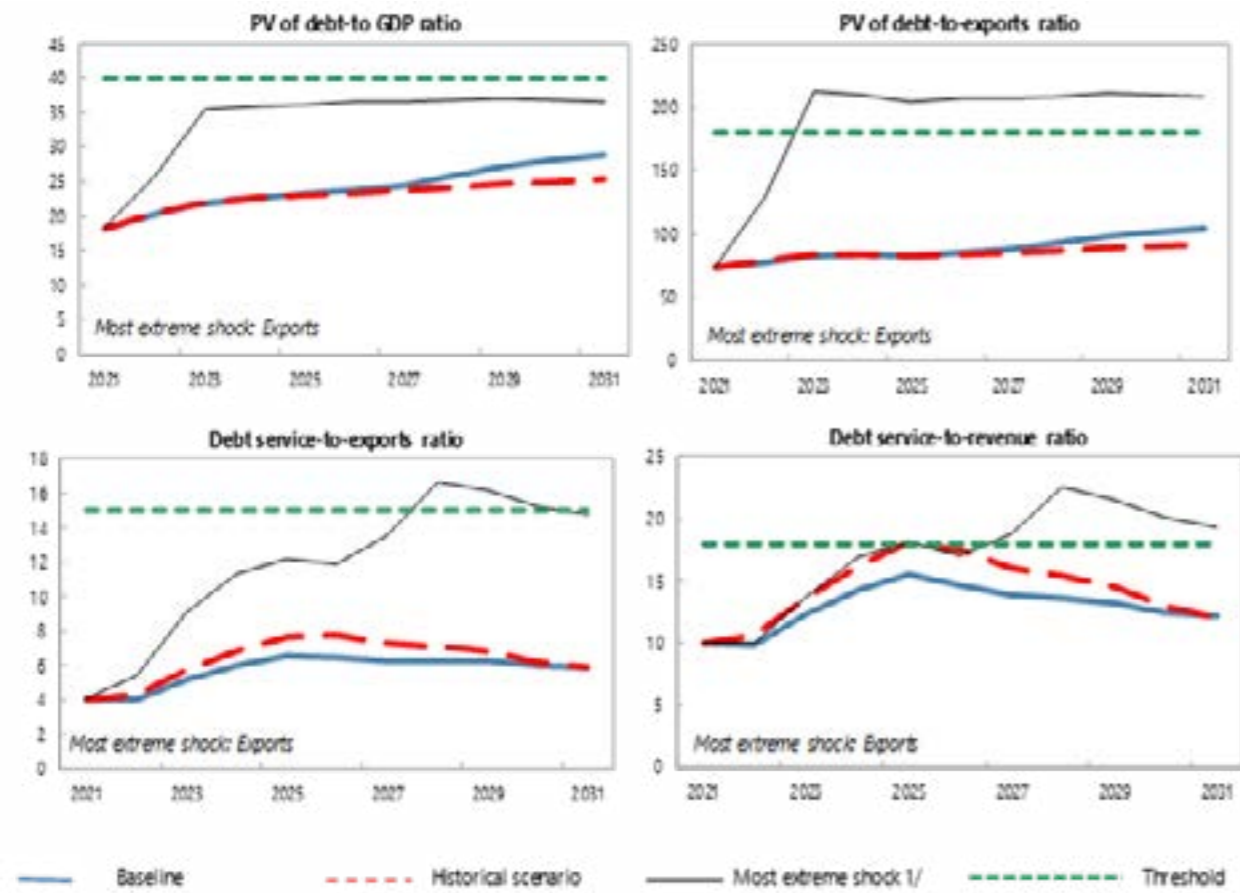 PV of debt-to GDP ratio
45
40
35
30
25
20
15
10
5
0
Most extreme shock: Exports
2021 2023 2025 2027 2029 2031
PV of debt-to-exports ratio
250
200
150
100
50
0
Most extreme shock: Exports
2021 2023 2025 2027 2029 2031
Debt service-to-exports ratio
18
16
14
12
10
8
6
4
2
0
Most extreme shock: Exports
2021 2023 2025 2027 2029 2031
Debt service-to-revenue ratio
25
20
15
10
5
0
Most extreme shock: Exports
2021 2023 2025 2027 2029 2031
Baseline Historical scenario Most extreme shock 1/ Threshold